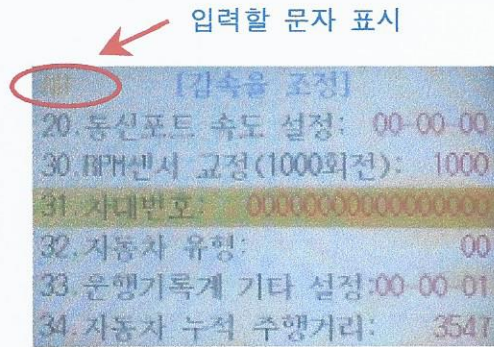 입력할 문자 표시
[감속율 조정]
20.통신포트 속도 설정: 00-00-00
30.RPM센서 교정(1000회전): 1000
31.차대번호: 00000000000000000
32.자동차 유형: 00
33.운행기록계 기타 설정:00-00-01
34.자동차 누적 주행거리: 3547